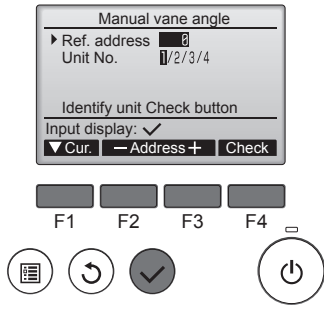 Manual vane angle
Ref. address 0
Unit No. 1/2/3/4
Identify unit Check button
Input display: ✓
▼ Cur. － Address ＋ Check
F1 F2 F3 F4